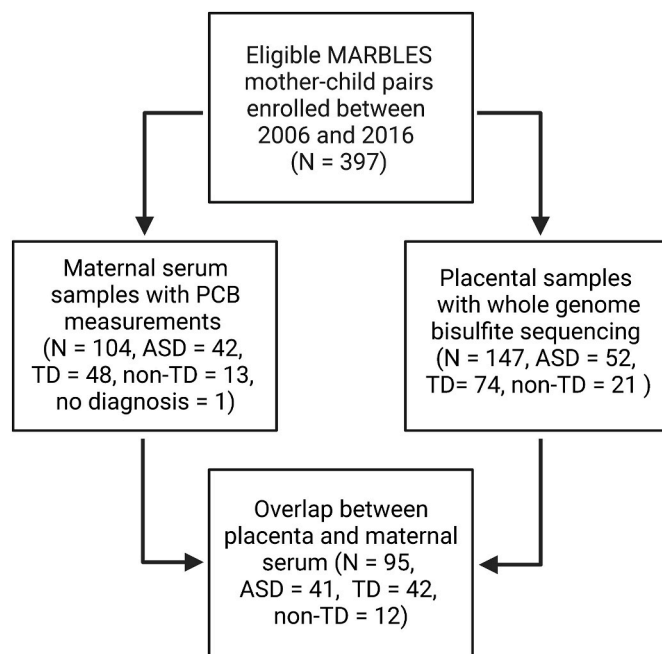 Eligible MARBLES
mother-child pairs
enrolled between
2006 and 2016
(N = 397)
Maternal serum
samples with PCB
measurements
(N = 104, ASD = 42,
TD = 48, non-TD = 13,
no diagnosis = 1)
Placental samples
with whole genome
bisulfite sequencing
(N = 147, ASD = 52,
TD= 74, non-TD = 21 )
Overlap between
placenta and maternal
serum (N = 95,
ASD = 41, TD = 42,
non-TD = 12)